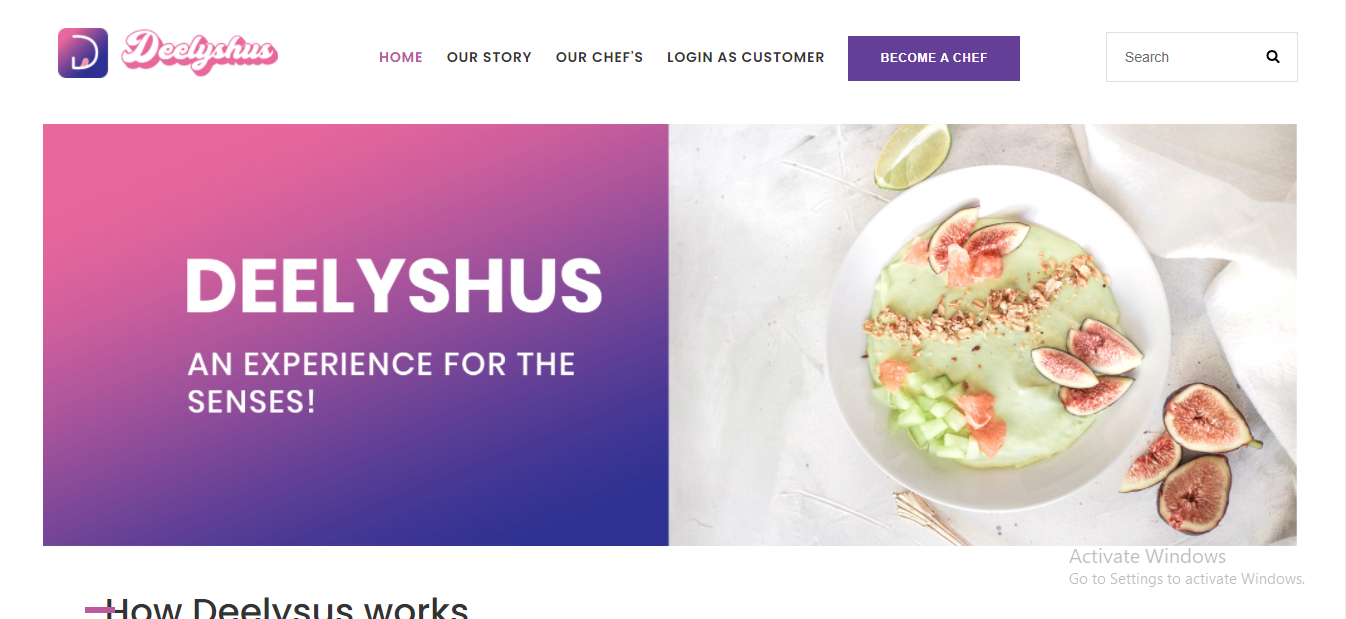 Deelyshus
HOME
OUR STORY
OUR CHEF'S
LOGIN AS CUSTOMER
BECOME A CHEF
Search
DEELYSHUS
AN EXPERIENCE FOR THE
SENSES!
Activate Windows
Go to Settings to activate Windows.
How Deelysus works